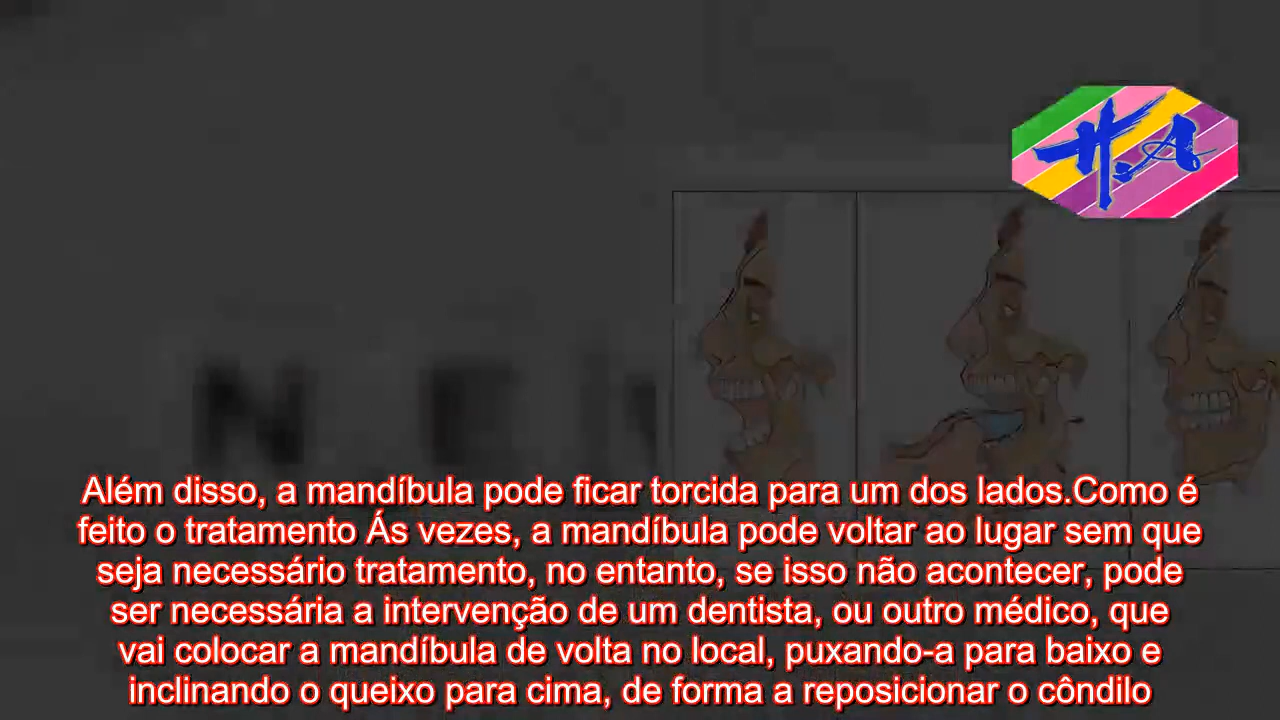 H.A
N E
Além disso, a mandíbula pode ficar torcida para um dos lados.Como é
feito o tratamento Ás vezes, a mandíbula pode voltar ao lugar sem que
seja necessário tratamento, no entanto, se isso não acontecer, pode
ser necessária a intervenção de um dentista, ou outro médico, que
vai colocar a mandíbula de volta no local, puxando-a para baixo e
inclinando o queixo para cima, de forma a reposicionar o côndilo